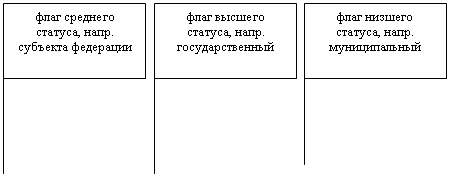 флаг среднего
статуса, напр.
субъекта федерации
флаг высшего
статуса, напр.
государственный
флаг низшего
статуса, напр.
муниципальный